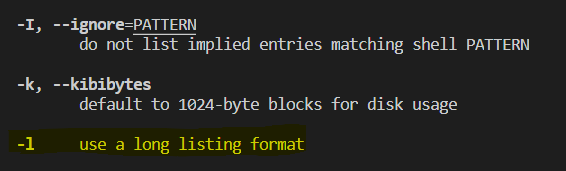 -I, --ignore=PATTERN
do not list implied entries matching shell PATTERN
-k, --kibibytes
default to 1024-byte blocks for disk usage
-l use a long listing format